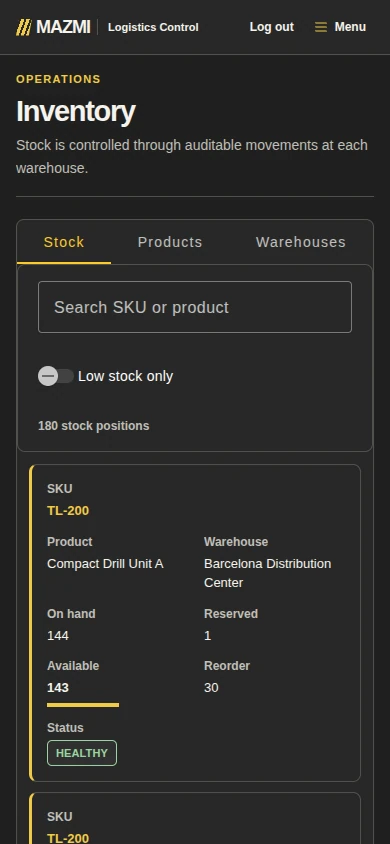 MAZMI Logistics Control Log out Menu
OPERATIONS
Inventory
Stock is controlled through auditable movements at each
warehouse.
Stock Products Warehouses
Search SKU or product
Low stock only
180 stock positions
SKU
TL-200
Product Warehouse
Compact Drill Unit A Barcelona Distribution
Center
On hand Reserved
144 1
Available Reorder
143 30
Status
HEALTHY
SKU
TL-200